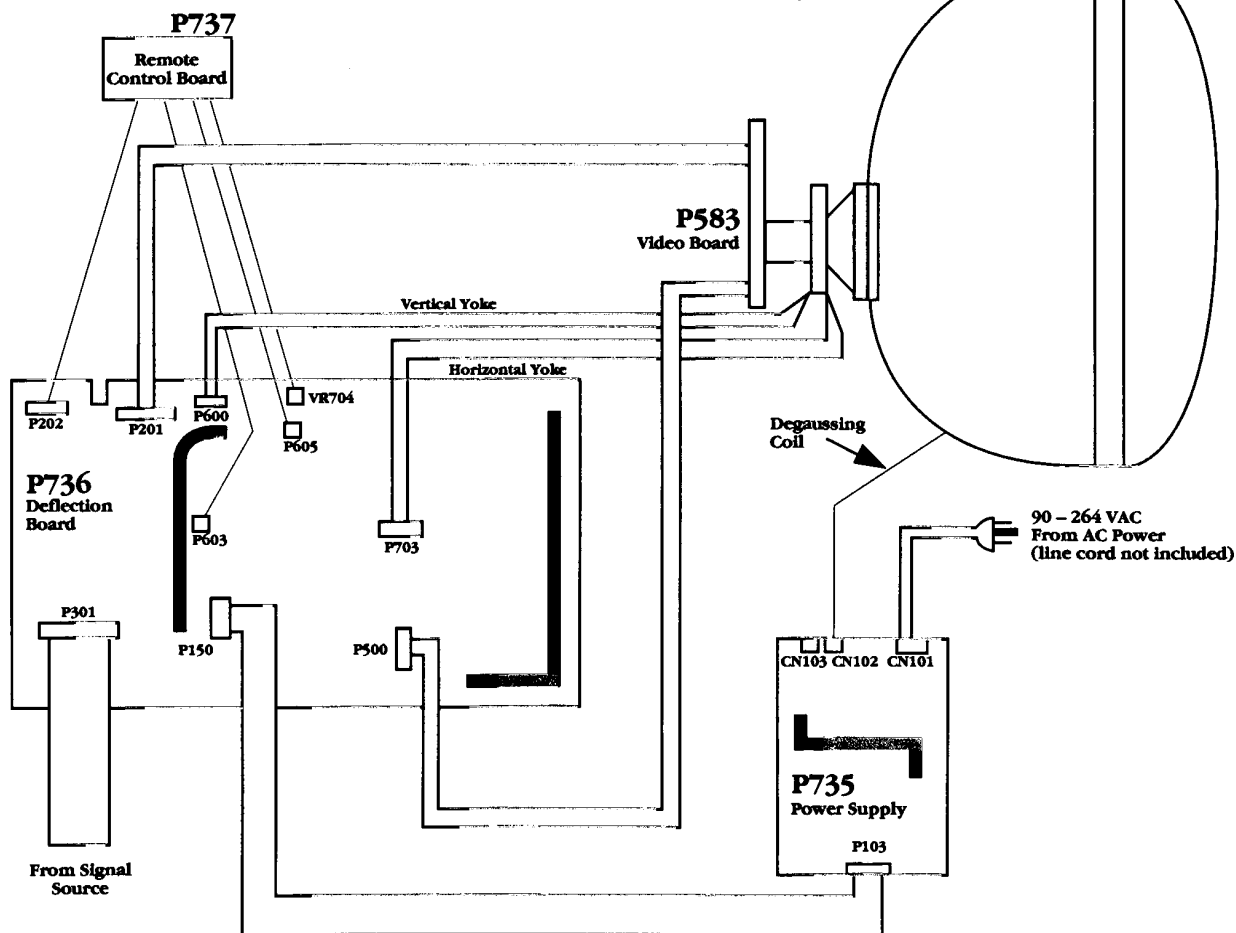 P737
Remote
Control Board
P583
Video Board
Vertical Yoke
Horizontal Yoke
P202
P201
P600
VR704
P605
P736
Deflection
Board
P603
P703
Degaussing
Coil
90 – 264 VAC
From AC Power
(line cord not included)
P301
P150
P500
CN103
CN102
CN101
P735
Power Supply
P103
From Signal
Source